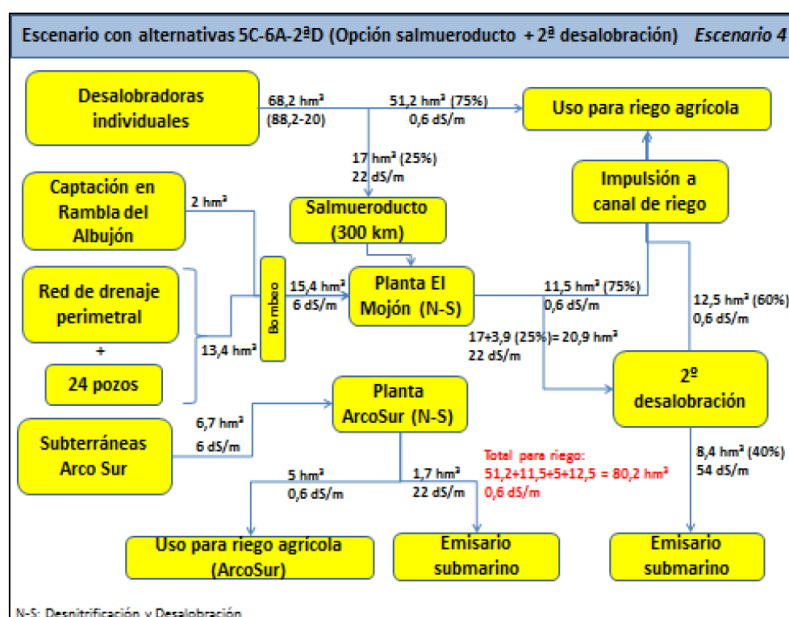 Escenario con alternativas 5C-6A-2ªD (Opción salmueroducto + 2ª desalobración) Escenario 4
Desalobradoras
individuales
68,2 hm³
(88,2-20)
51,2 hm³ (75%)
0,6 dS/m
Uso para riego agrícola
17 hm³ (25%)
22 dS/m
Captación en
Rambla del
Albujón
2 hm³
Salmueroducto
(300 km)
Impulsión a
canal de riego
Red de drenaje
perimetral
+
24 pozos
13,4 hm³
Bombeo
15,4 hm³
6 dS/m
Planta El
Mojón (N-S)
11,5 hm³ (75%)
0,6 dS/m
12,5 hm³ (60%)
0,6 dS/m
17+3,9 (25%)= 20,9 hm³
22 dS/m
2º
desalobración
Subterráneas
Arco Sur
6,7 hm³
6 dS/m
Planta
ArcoSur (N-S)
Total para riego:
51,2+11,5+5+12,5 = 80,2 hm³
0,6 dS/m
8,4 hm³ (40%)
54 dS/m
5 hm³
0,6 dS/m
1,7 hm³
22 dS/m
Uso para riego agrícola
(ArcoSur)
Emisario
submarino
Emisario
submarino
N-S: Desnitrificación y Desalobración